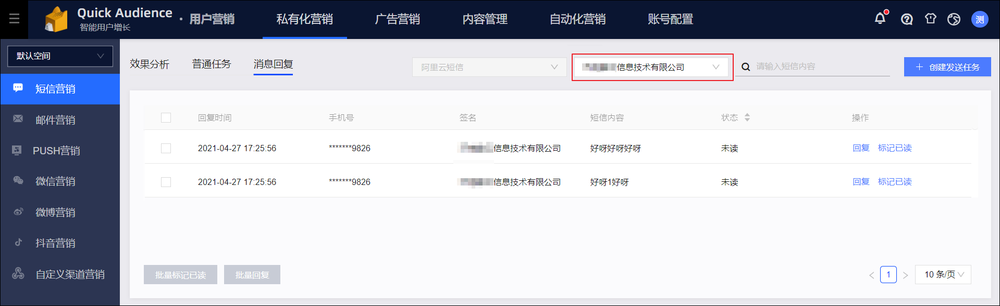 Quick Audience
智能用户增长
· 用户营销
私有化营销
广告营销
内容管理
自动化营销
账号配置
测
默认空间
短信营销
邮件营销
PUSH营销
微信营销
微博营销
抖音营销
自定义渠道营销
效果分析
普通任务
消息回复
阿里云短信
信息技术有限公司
请输入短信内容
+ 创建发送任务
回复时间 手机号 签名 短信内容 状态 操作
2021-04-27 17:25:56 *******9826 信息技术有限公司 好呀好呀好呀 未读 回复 标记已读
2021-04-27 17:25:56 *******9826 信息技术有限公司 好呀1好呀 未读 回复 标记已读
批量标记已读
批量回复
< 1 >
10 条/页